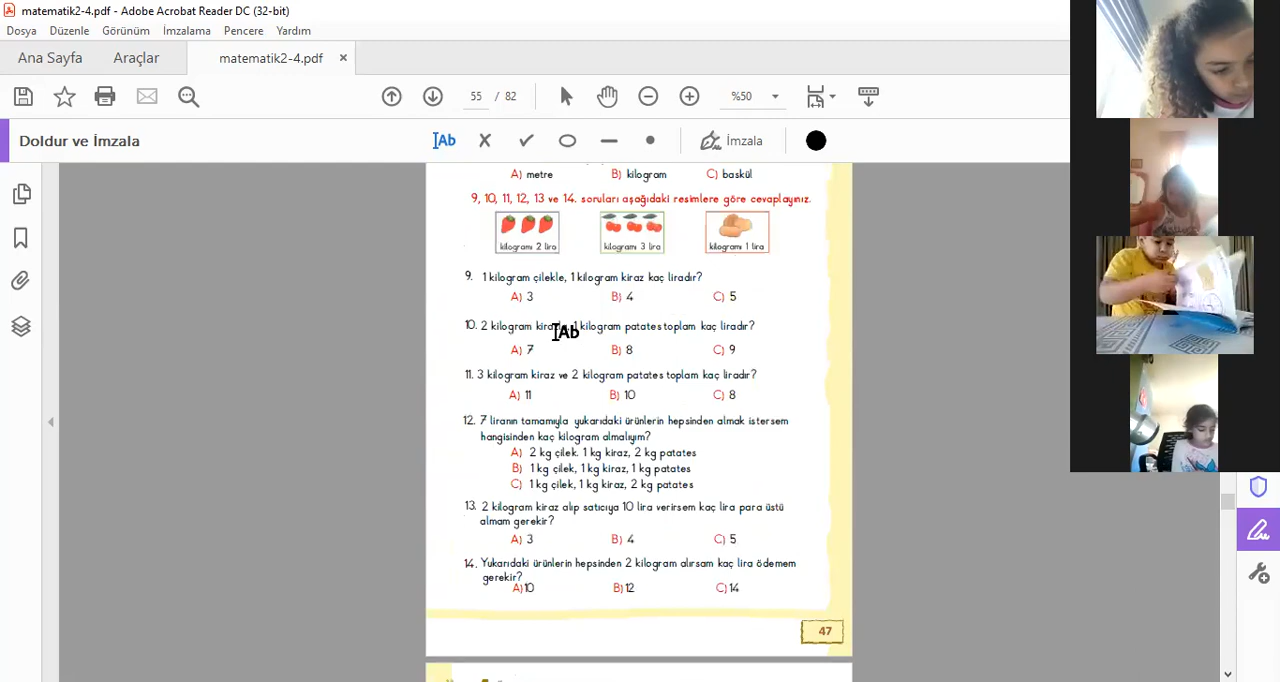 matematik2-4.pdf - Adobe Acrobat Reader DC (32-bit)
Dosya Düzenle Görünüm İmzalama Pencere Yardım
Ana Sayfa Araçlar matematik2-4.pdf ×
55 / 82 %50
Doldur ve İmzala IAb İmzala
A) metre B) kilogram C) baskül
9, 10, 11, 12, 13 ve 14. soruları aşağıdaki resimlere göre cevaplayınız.
kilogramı 2 lira kilogramı 3 lira kilogramı 1 lira
9. 1 kilogram çilekle, 1 kilogram kiraz kaç liradır?
A) 3 B) 4 C) 5
10. 2 kilogram 1 kilogram patates toplam kaç liradır?
IAb
A) 7 B) 8 C) 9
11. 3 kilogram kiraz ve 2 kilogram patates toplam kaç liradır?
A) 11 B) 10 C) 8
12. 7 liranın tamamıyla yukarıdaki ürünlerin hepsinden almak istersem
hangisinden kaç kilogram almalıyım?
A) 2 kg çilek. 1 kg kiraz, 2 kg patates
B) 1 kg çilek, 1 kg kiraz, 1 kg patates
C) 1 kg çilek, 1 kg kiraz, 2 kg patates
13. 2 kilogram kiraz alıp satıcıya 10 lira verirsem kaç lira para üstü
almam gerekir?
A) 3 B) 4 C) 5
14. Yukarıdaki ürünlerin hepsinden 2 kilogram alırsam kaç lira ödemem
gerekir?
A) 10 B) 12 C) 14
47